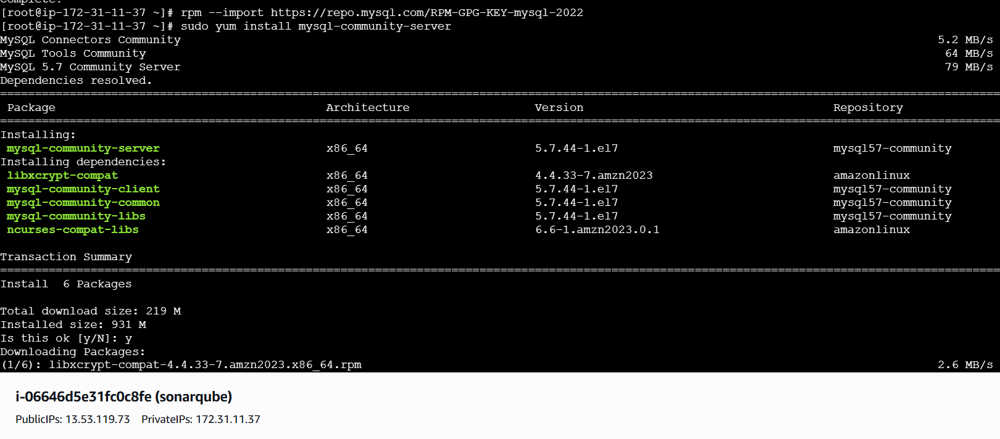 Complete!
[root@ip-172-31-11-37 ~]# rpm --import https://repo.mysql.com/RPM-GPG-KEY-mysql-2022
[root@ip-172-31-11-37 ~]# sudo yum install mysql-community-server
MySQL Connectors Community 5.2 MB/s
MySQL Tools Community 64 MB/s
MySQL 5.7 Community Server 79 MB/s
Dependencies resolved.
Package Architecture Version Repository
Installing:
mysql-community-server x86_64 5.7.44-1.el7 mysql57-community
Installing dependencies:
libxcrypt-compat x86_64 4.4.33-7.amzn2023 amazonlinux
mysql-community-client x86_64 5.7.44-1.el7 mysql57-community
mysql-community-common x86_64 5.7.44-1.el7 mysql57-community
mysql-community-libs x86_64 5.7.44-1.el7 mysql57-community
ncurses-compat-libs x86_64 6.6-1.amzn2023.0.1 amazonlinux
Transaction Summary
Install 6 Packages
Total download size: 219 M
Installed size: 931 M
Is this ok [y/N]: y
Downloading Packages:
(1/6): libxcrypt-compat-4.4.33-7.amzn2023.x86_64.rpm 2.6 MB/s
i-06646d5e31fc0c8fe (sonarqube)
PublicIPs: 13.53.119.73 PrivateIPs: 172.31.11.37